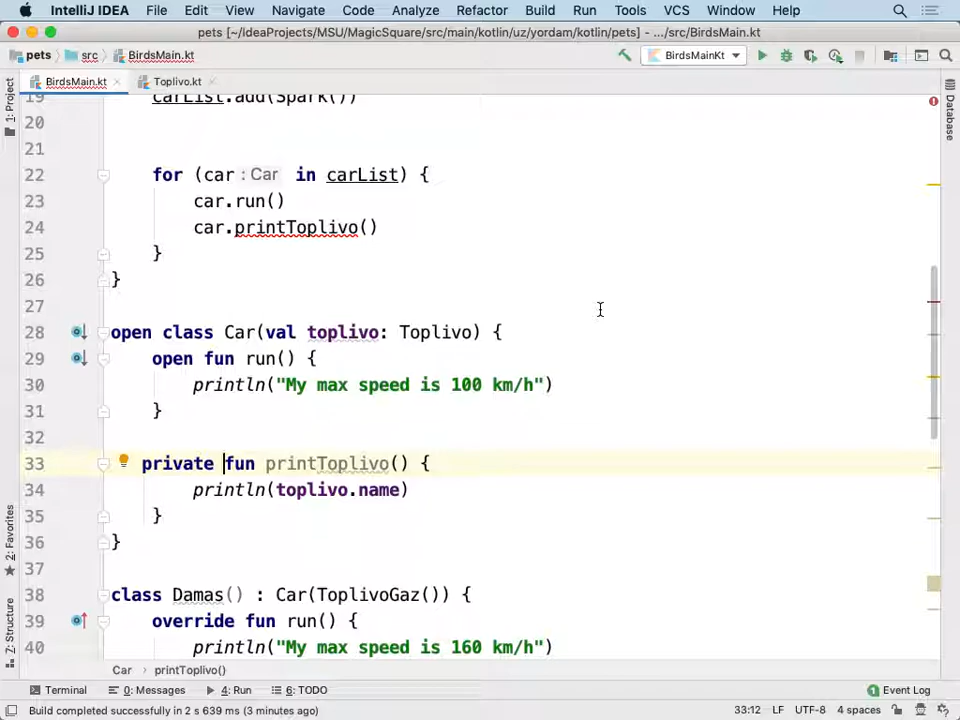 IntelliJ IDEA File Edit View Navigate Code Analyze Refactor Build Run Tools VCS Window Help
pets [~/IdeaProjects/MSU/MagicSquare/src/main/kotlin/uz/yordam/kotlin/pets] - .../src/BirdsMain.kt
pets src BirdsMain.kt BirdsMainKt
BirdsMain.kt Toplivo.kt
1: Project
Database
19 carList.add(Spark())
20
21
22 for (car : Car in carList) {
23 car.run()
24 car.printToplivo()
25 }
26 }
27
28 open class Car(val toplivo: Toplivo) {
29 open fun run() {
30 println("My max speed is 100 km/h")
31 }
32
33 private fun printToplivo() {
34 println(toplivo.name)
35 }
36 }
37
38 class Damas() : Car(ToplivoGaz()) {
39 override fun run() {
40 println("My max speed is 160 km/h")
2: Favorites
7: Structure
Car › printToplivo()
Terminal 0: Messages 4: Run 6: TODO 1 Event Log
Build completed successfully in 2 s 639 ms (3 minutes ago) 33:12 LF UTF-8 4 spaces